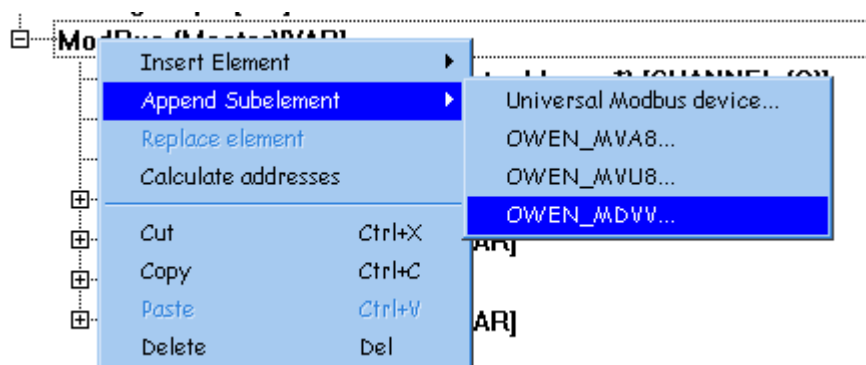 Insert Element
Append Subelement
Universal Modbus device...
Replace element
OWEN_MVA8...
Calculate addresses
OWEN_MVU8...
OWEN_MDVV...
Cut Ctrl+X
Copy Ctrl+C
Paste Ctrl+V
AR]
Delete Del